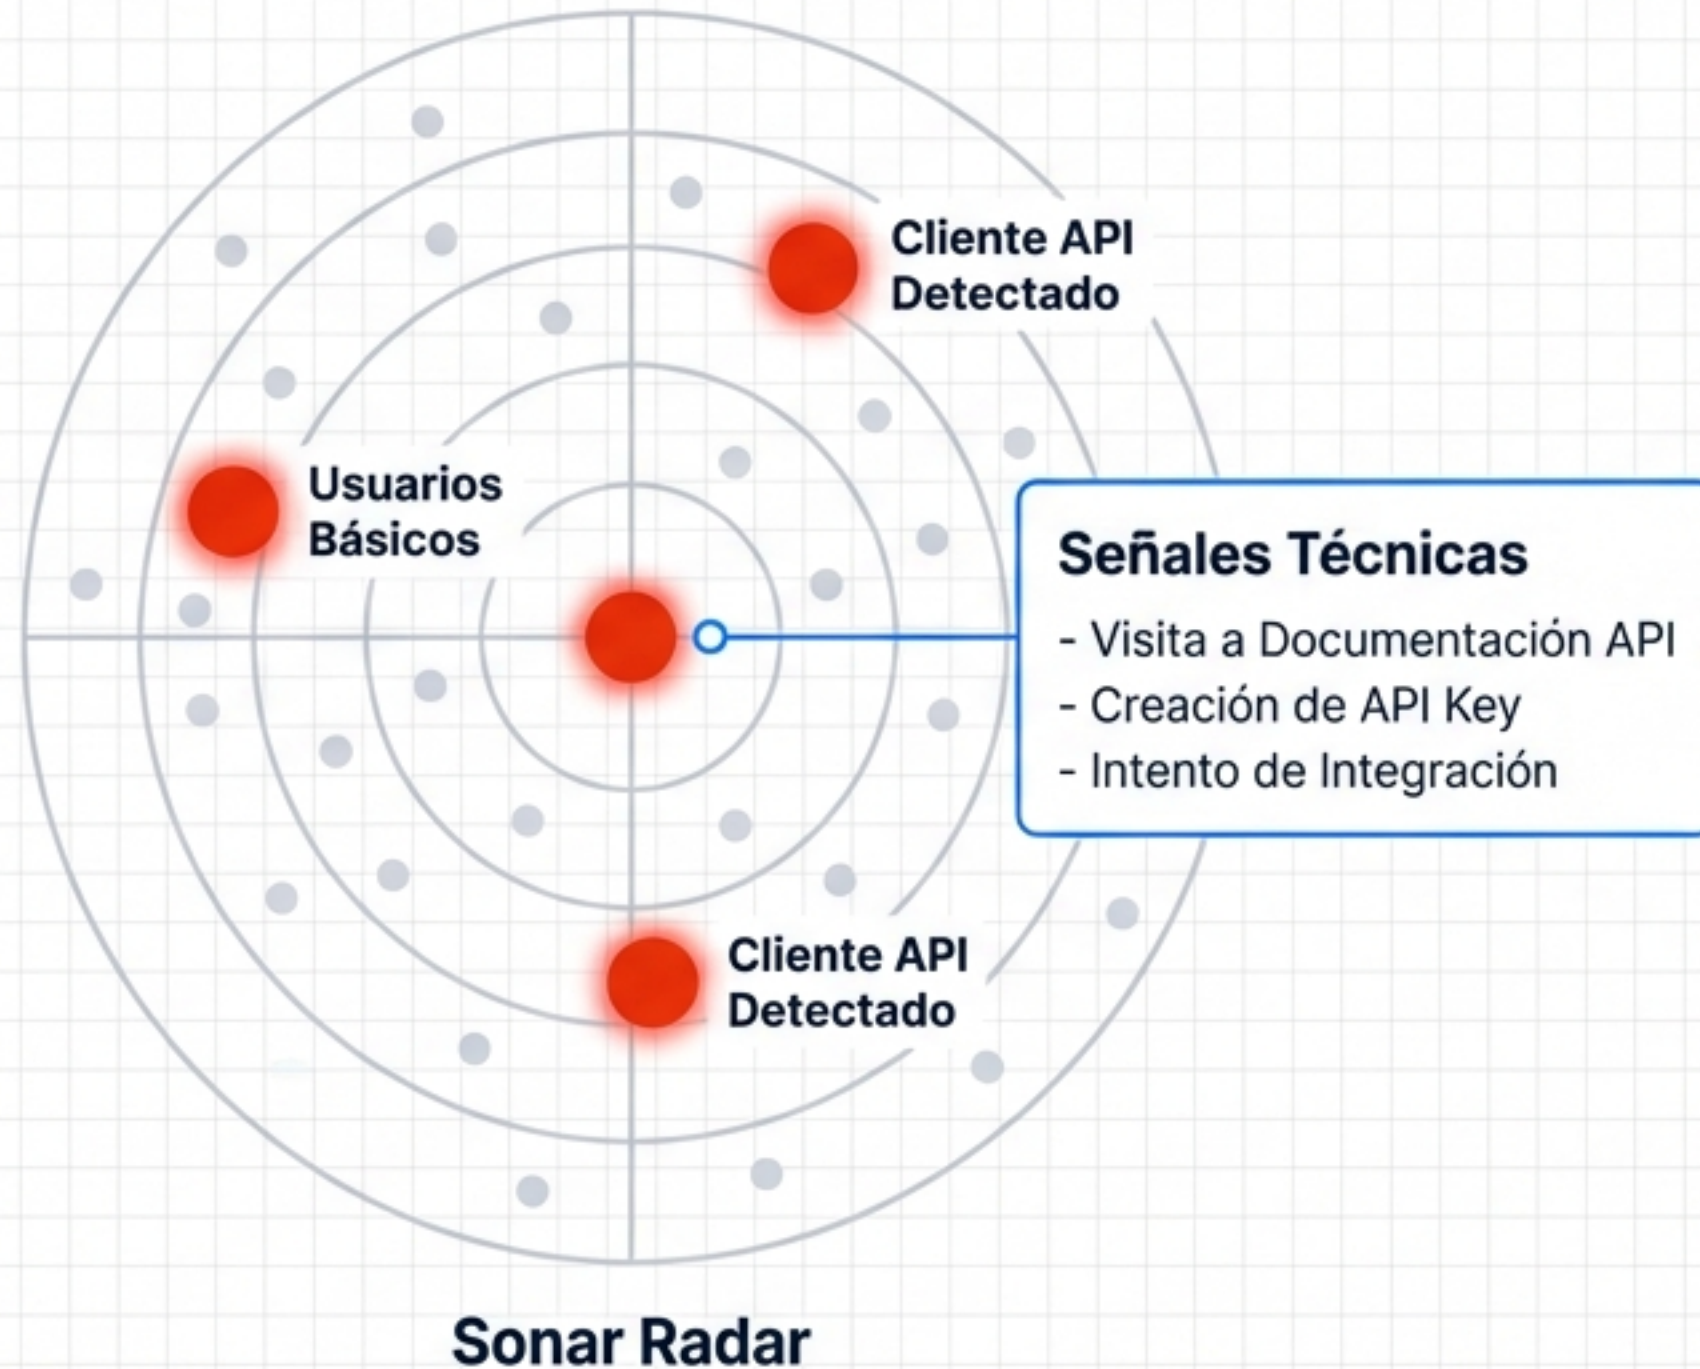 Cliente API
Detectado
Usuarios
Básicos
Señales Técnicas
- Visita a Documentación API
- Creación de API Key
- Intento de Integración
Cliente API
Detectado
Sonar Radar